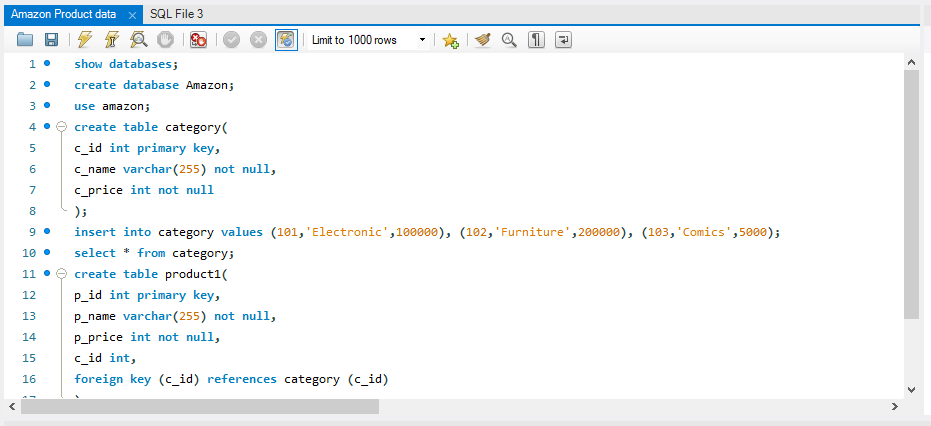 Amazon Product data × SQL File 3
Limit to 1000 rows
1 show databases;
2 create database Amazon;
3 use amazon;
4 create table category(
5 c_id int primary key,
6 c_name varchar(255) not null,
7 c_price int not null
8 );
9 insert into category values (101,'Electronic',100000), (102,'Furniture',200000), (103,'Comics',5000);
10 select * from category;
11 create table product1(
12 p_id int primary key,
13 p_name varchar(255) not null,
14 p_price int not null,
15 c_id int,
16 foreign key (c_id) references category (c_id)